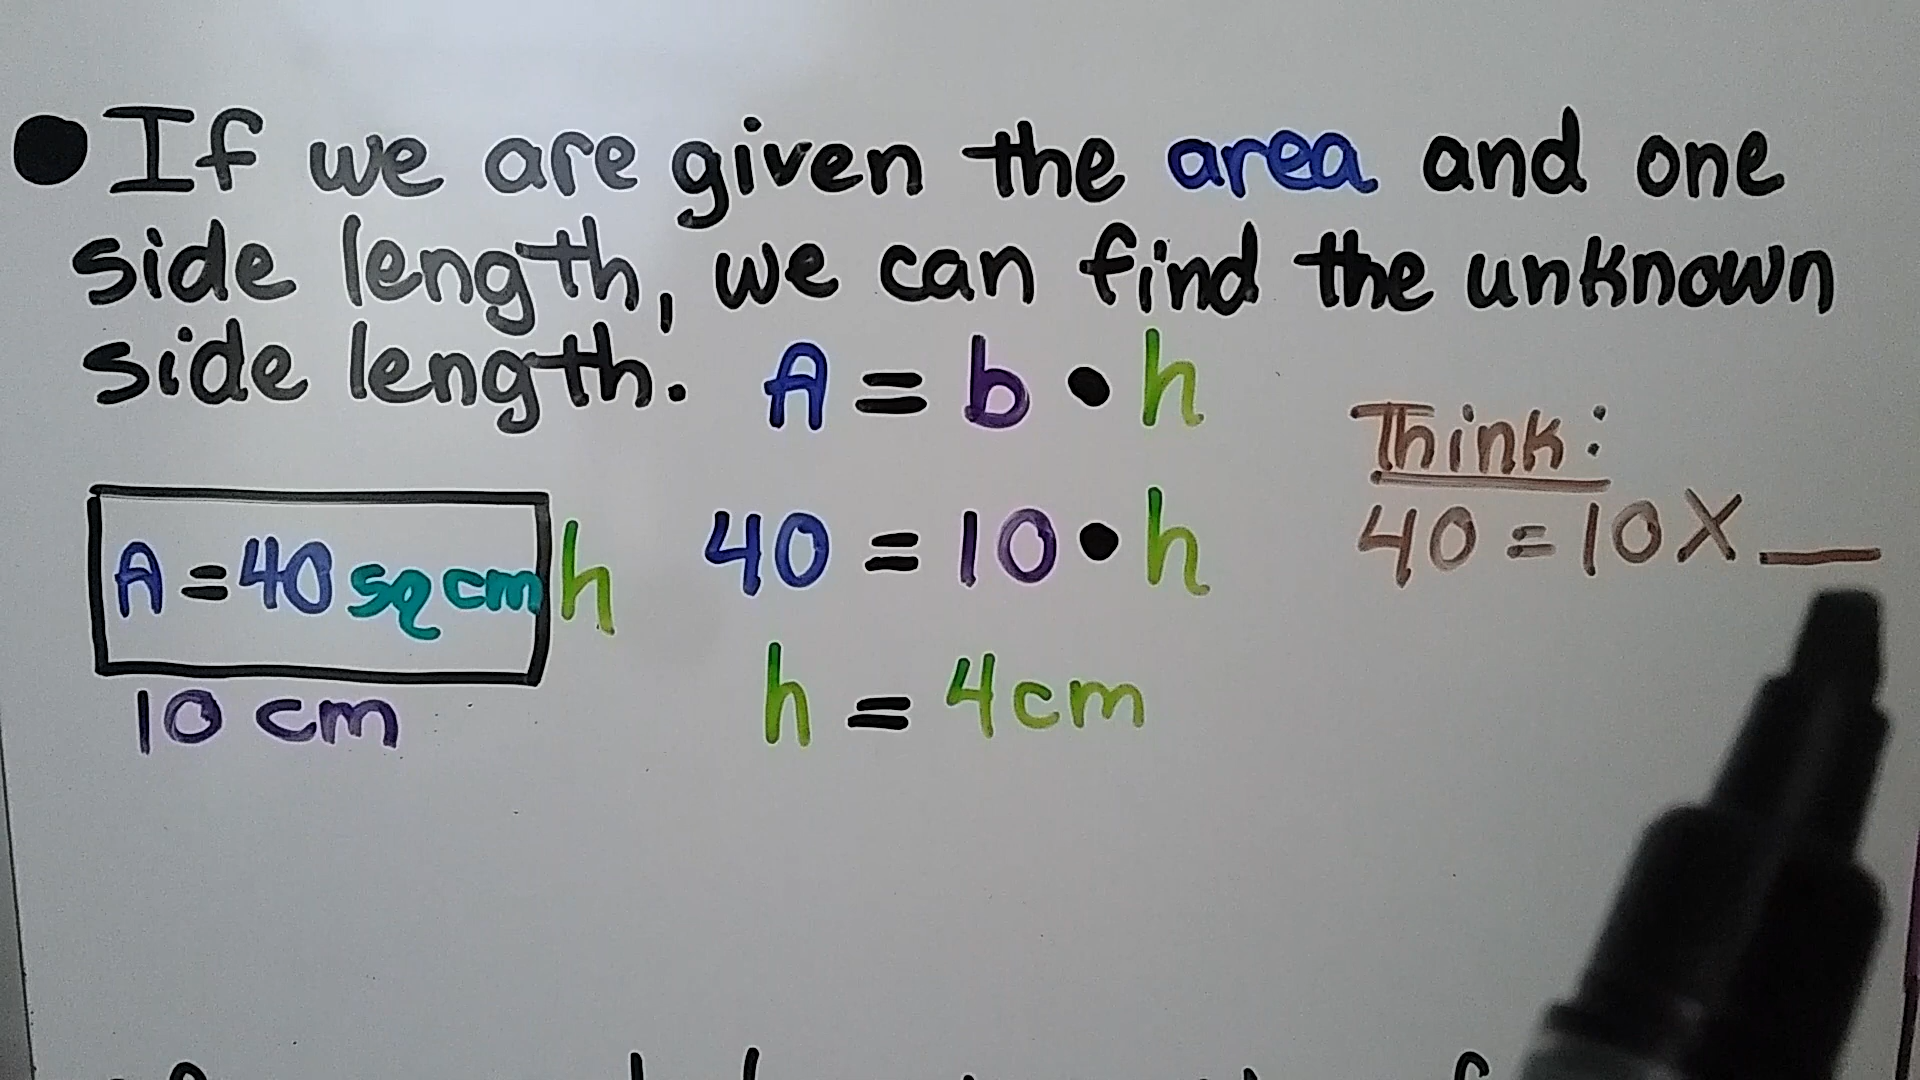 ● If we are given the area and one
side length, we can find the unknown
side length. A = b • h
Think:
A = 40 sq cm h 40 = 10 • h 40 = 10 X __
h = 4cm
10 cm